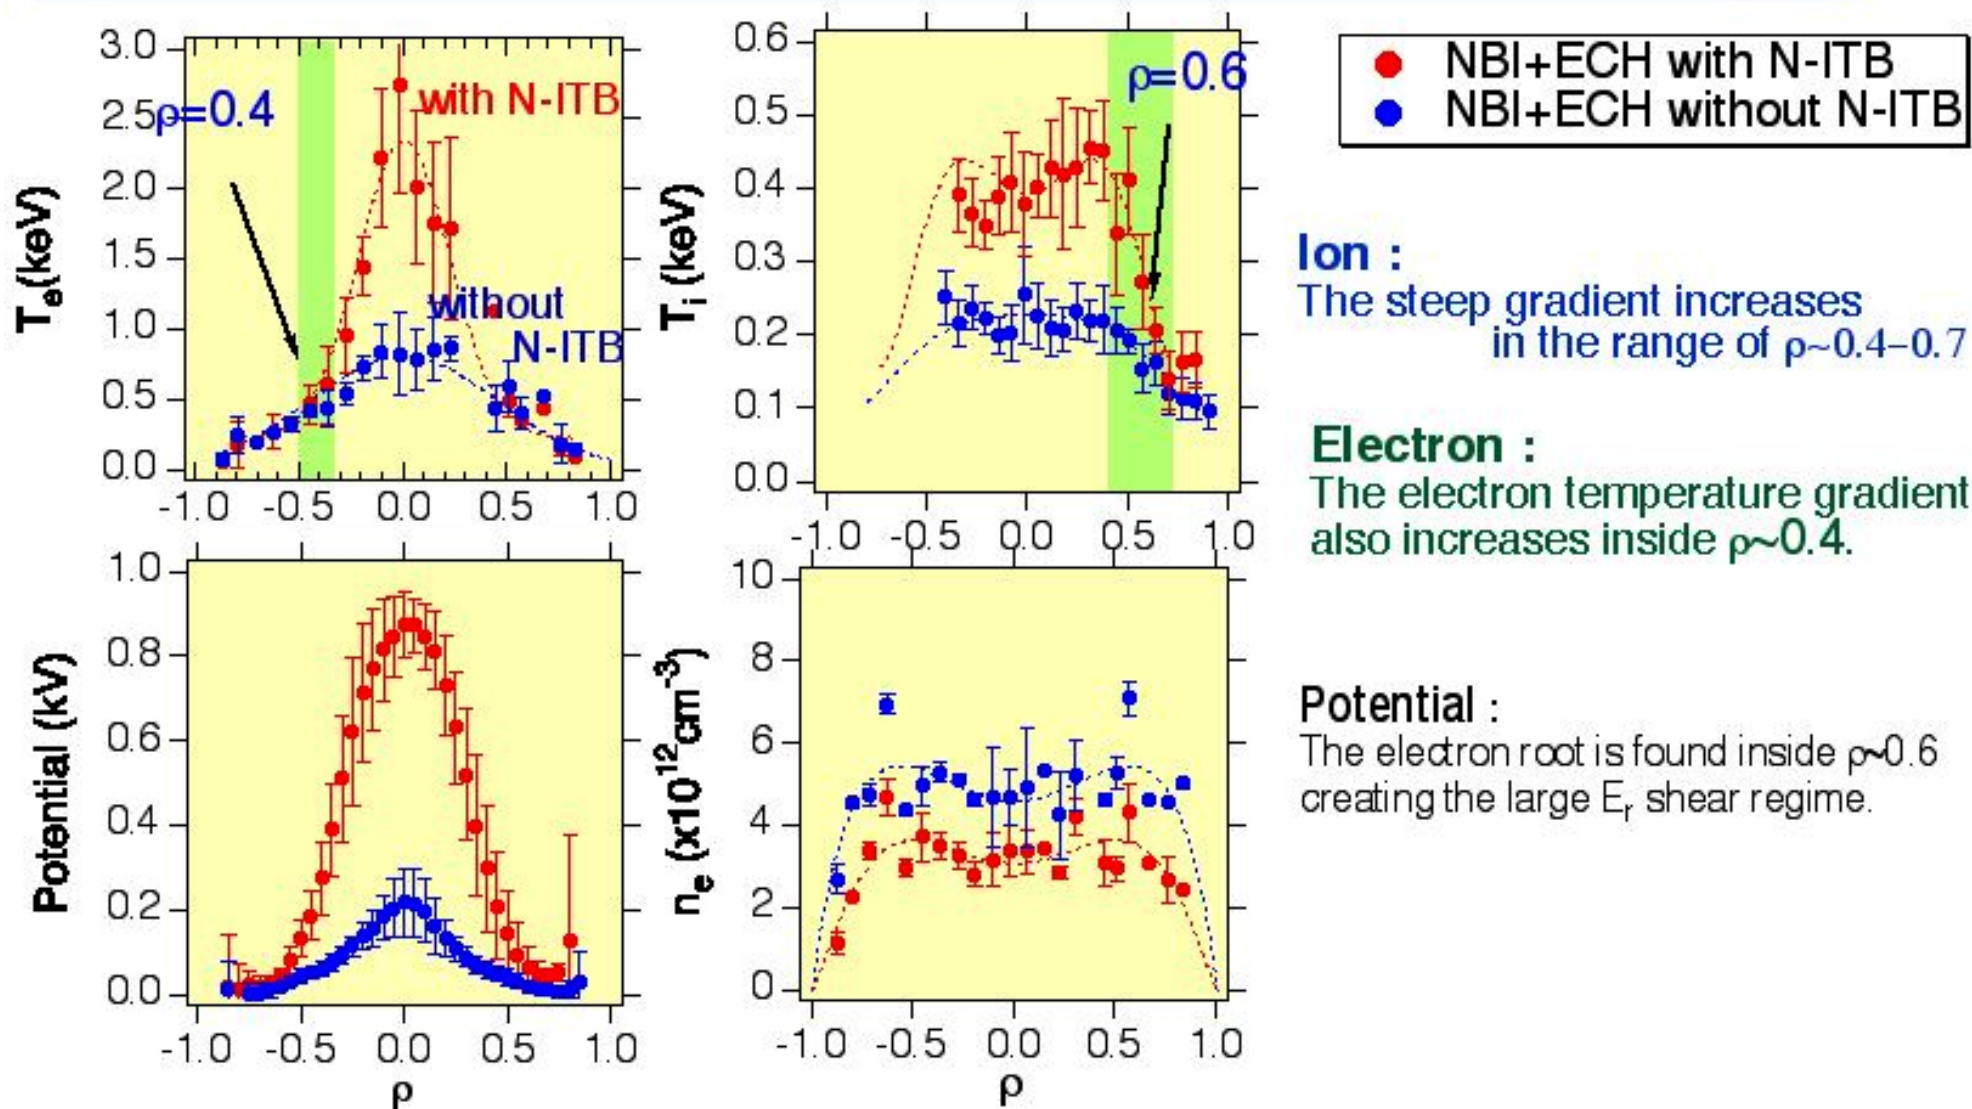 3.0
2.5
2.0
1.5
1.0
0.5
0.0
Te(keV)
ρ=0.4
with N-ITB
without
N-ITB
-1.0 -0.5 0.0 0.5 1.0
0.6
0.5
0.4
0.3
0.2
0.1
0.0
Ti (keV)
ρ=0.6
-1.0 -0.5 0.0 0.5 1.0
NBI+ECH with N-ITB
NBI+ECH without N-ITB
Ion :
The steep gradient increases
in the range of ρ~0.4–0.7
Electron :
The electron temperature gradient
also increases inside ρ~0.4.
1.0
0.8
0.6
0.4
0.2
0.0
Potential (kV)
-1.0 -0.5 0.0 0.5 1.0
ρ
10
8
6
4
2
0
ne (x10¹²cm⁻³)
-1.0 -0.5 0.0 0.5 1.0
ρ
Potential :
The electron root is found inside ρ~0.6
creating the large Er shear regime.